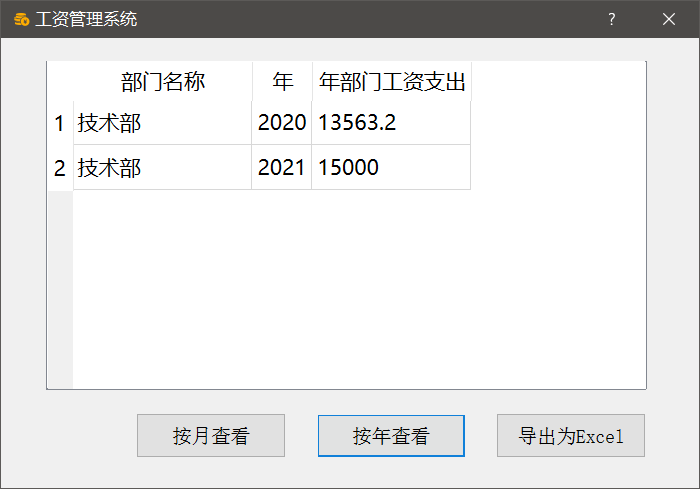 工资管理系统
部门名称 年 年部门工资支出
1 技术部 2020 13563.2
2 技术部 2021 15000
按月查看 按年查看 导出为Excel